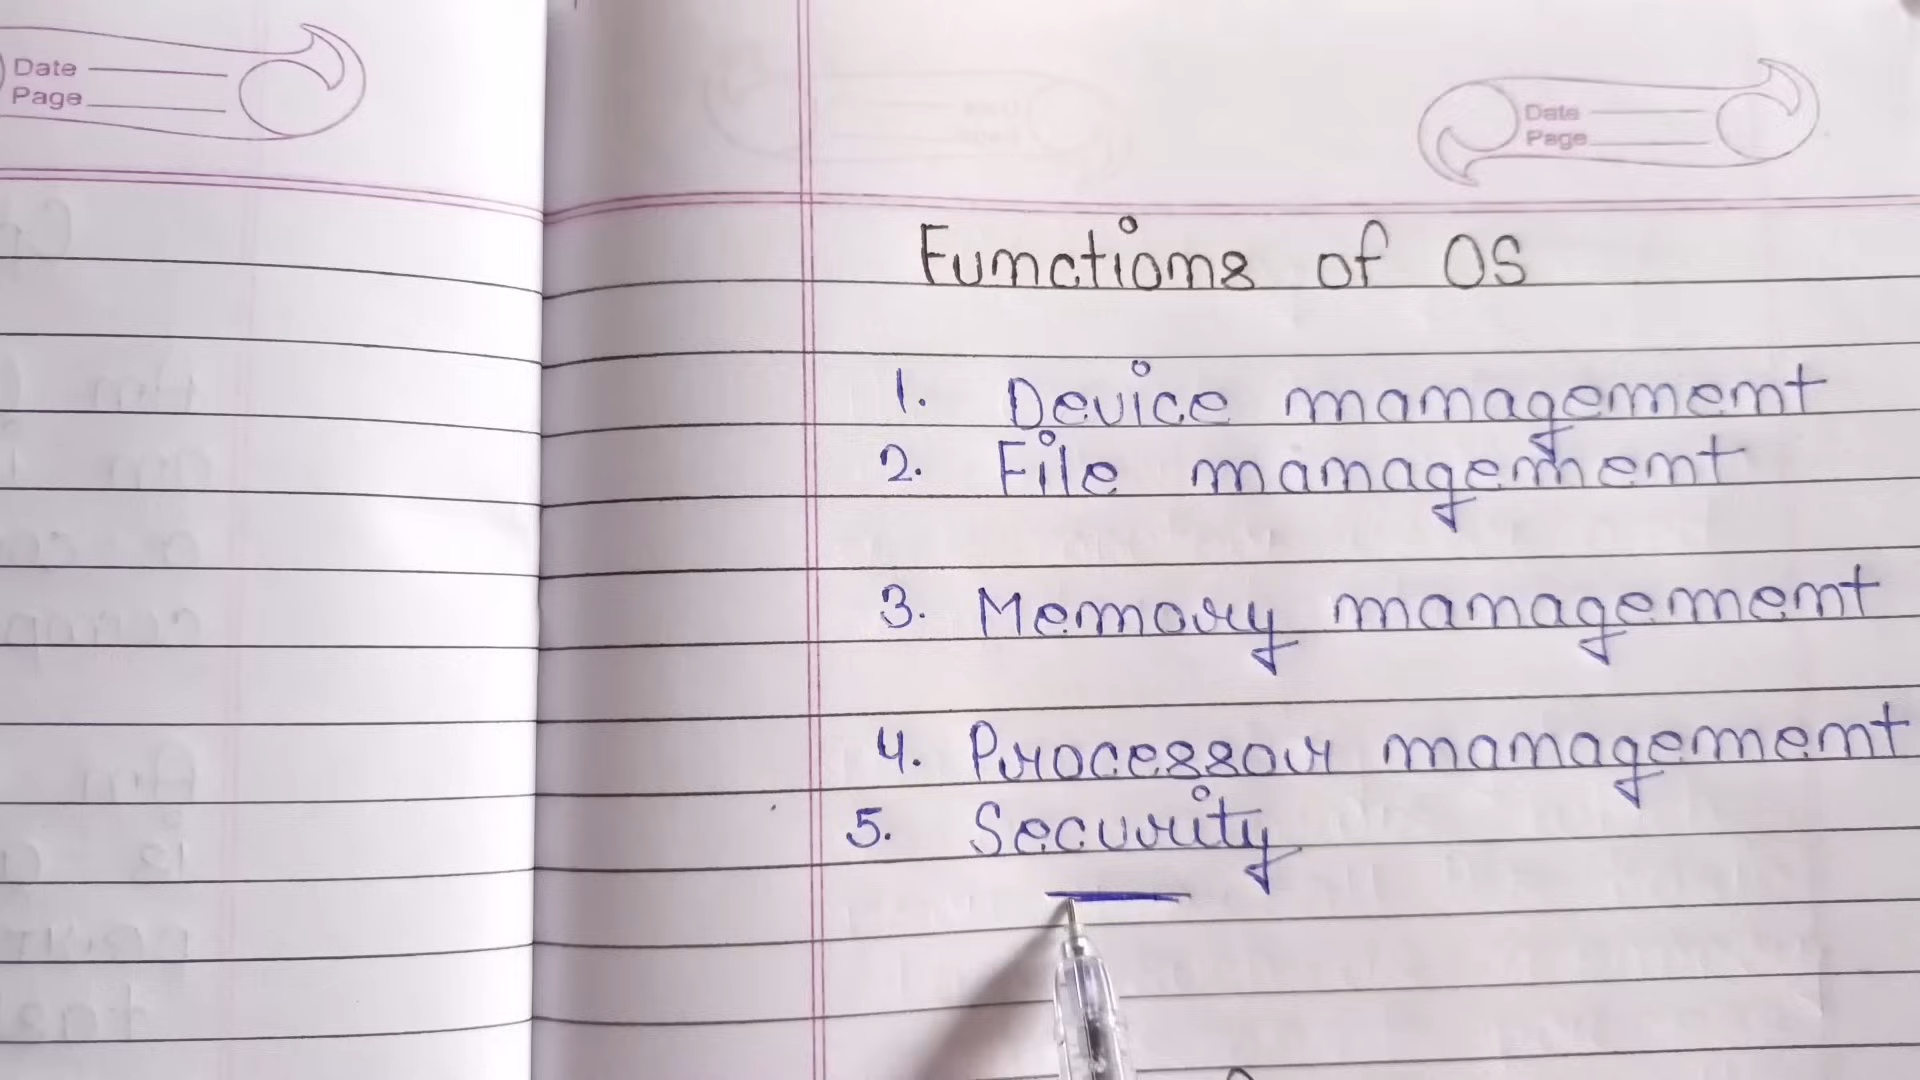 Date
Page
Date
Page
Functions of OS
1. Device management
2. File management
3. Memory management
4. Processor management
5. Security